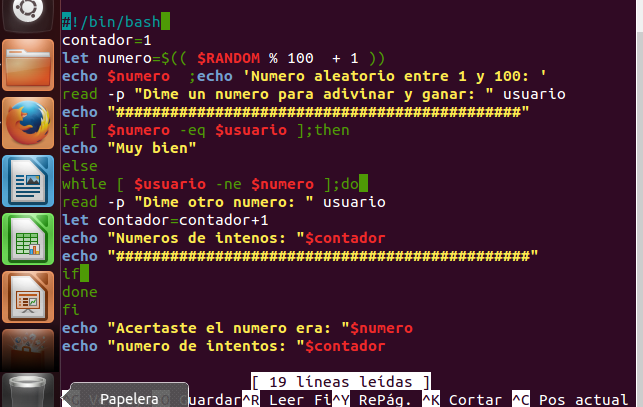 #!/bin/bash
contador=1
let numero=$(( $RANDOM % 100  + 1 ))
echo $numero  ;echo 'Numero aleatorio entre 1 y 100: '
read -p "Dime un numero para adivinar y ganar: " usuario
echo "#############################################"
if [ $numero -eq $usuario ];then
echo "Muy bien"
else
while [ $usuario -ne $numero ];do
read -p "Dime otro numero: " usuario
let contador=contador+1
echo "Numeros de intenos: "$contador
echo "##############################################"
if
done
fi
echo "Acertaste el numero era: "$numero
echo "numero de intentos: "$contador
[ 19 líneas leídas ]
Guardar^R Leer Fi^Y RePág. ^K Cortar ^C Pos actual
Papelera